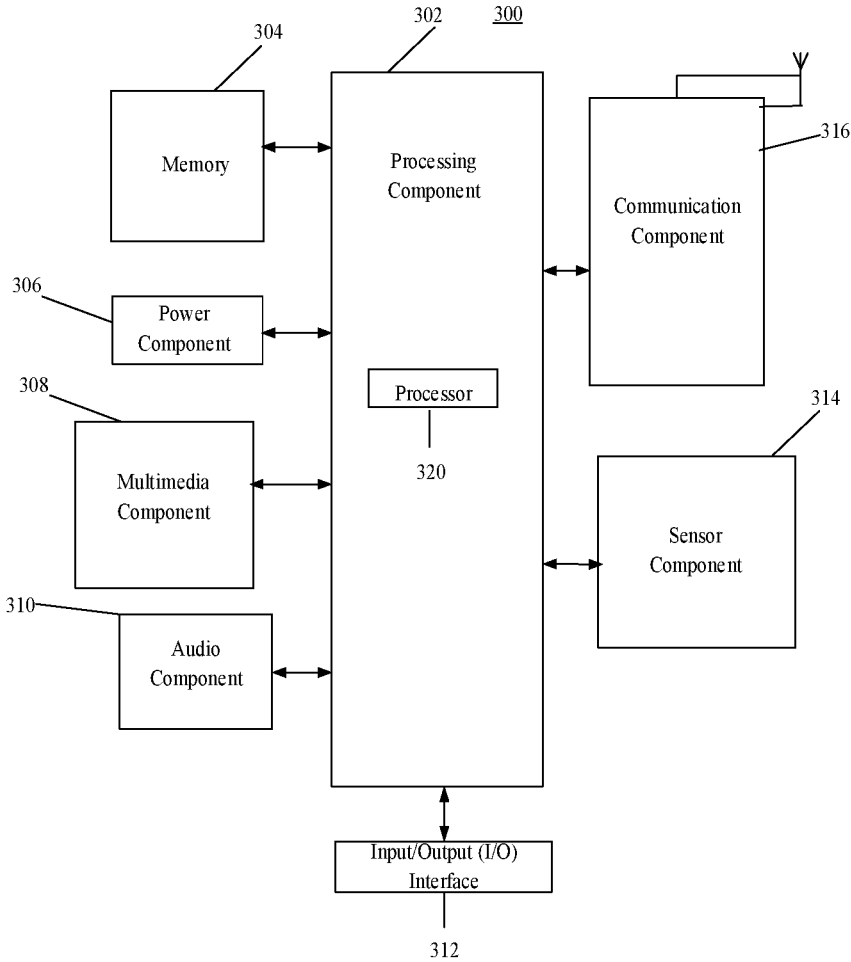 302
300
304
316
Memory
Processing
Component
Communication
Component
306
Power
Component
308
Processor
314
320
Multimedia
Component
Sensor
Component
310
Audio
Component
Input/Output (I/O)
Interface
312